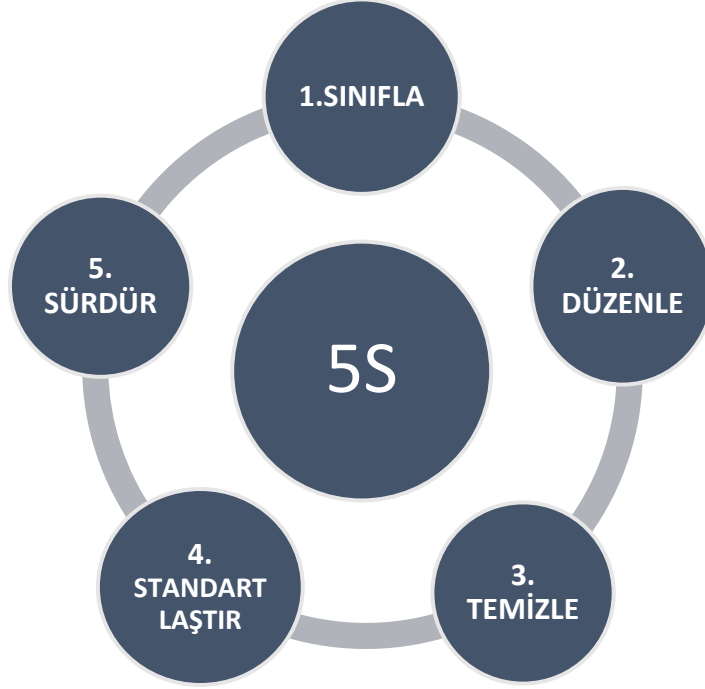 1.SINIFLA
2.
DÜZENLE
3.
TEMİZLE
4.
STANDART
LAŞTIR
5.
SÜRDÜR
5S